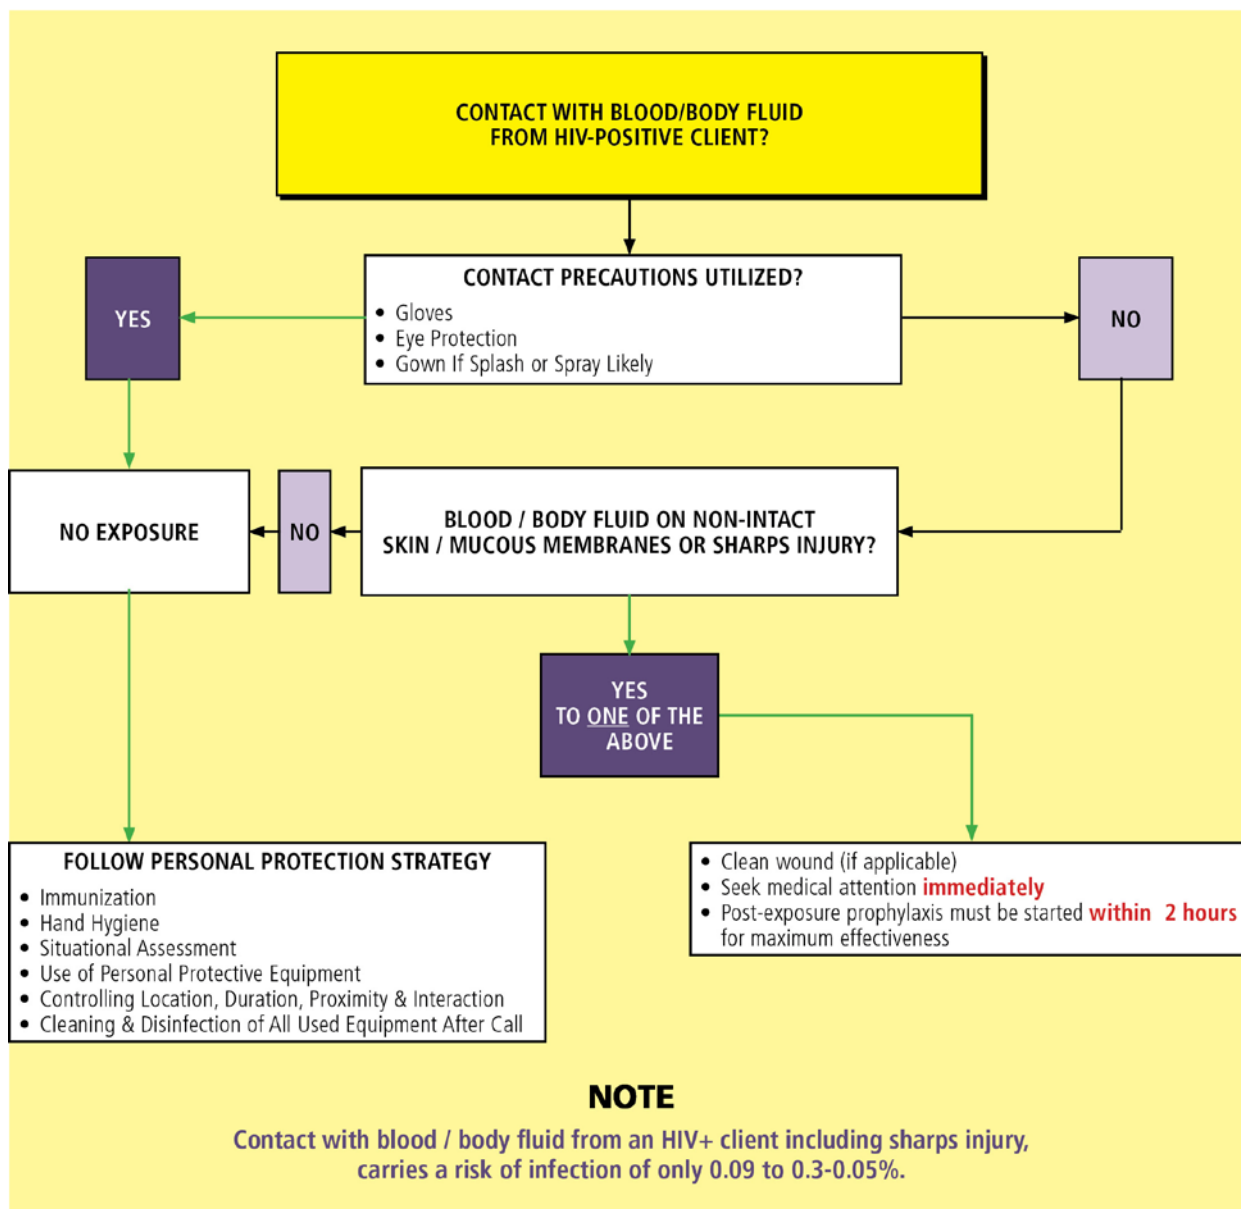 CONTACT WITH BLOOD/BODY FLUID
FROM HIV-POSITIVE CLIENT?
CONTACT PRECAUTIONS UTILIZED?
• Gloves
• Eye Protection
• Gown If Splash or Spray Likely
YES
NO
NO EXPOSURE
NO
BLOOD / BODY FLUID ON NON-INTACT
SKIN / MUCOUS MEMBRANES OR SHARPS INJURY?
YES
TO ONE OF THE
ABOVE
FOLLOW PERSONAL PROTECTION STRATEGY
• Immunization
• Hand Hygiene
• Situational Assessment
• Use of Personal Protective Equipment
• Controlling Location, Duration, Proximity & Interaction
• Cleaning & Disinfection of All Used Equipment After Call
• Clean wound (if applicable)
• Seek medical attention immediately
• Post-exposure prophylaxis must be started within 2 hours
for maximum effectiveness
NOTE
Contact with blood / body fluid from an HIV+ client including sharps injury,
carries a risk of infection of only 0.09 to 0.3-0.05%.